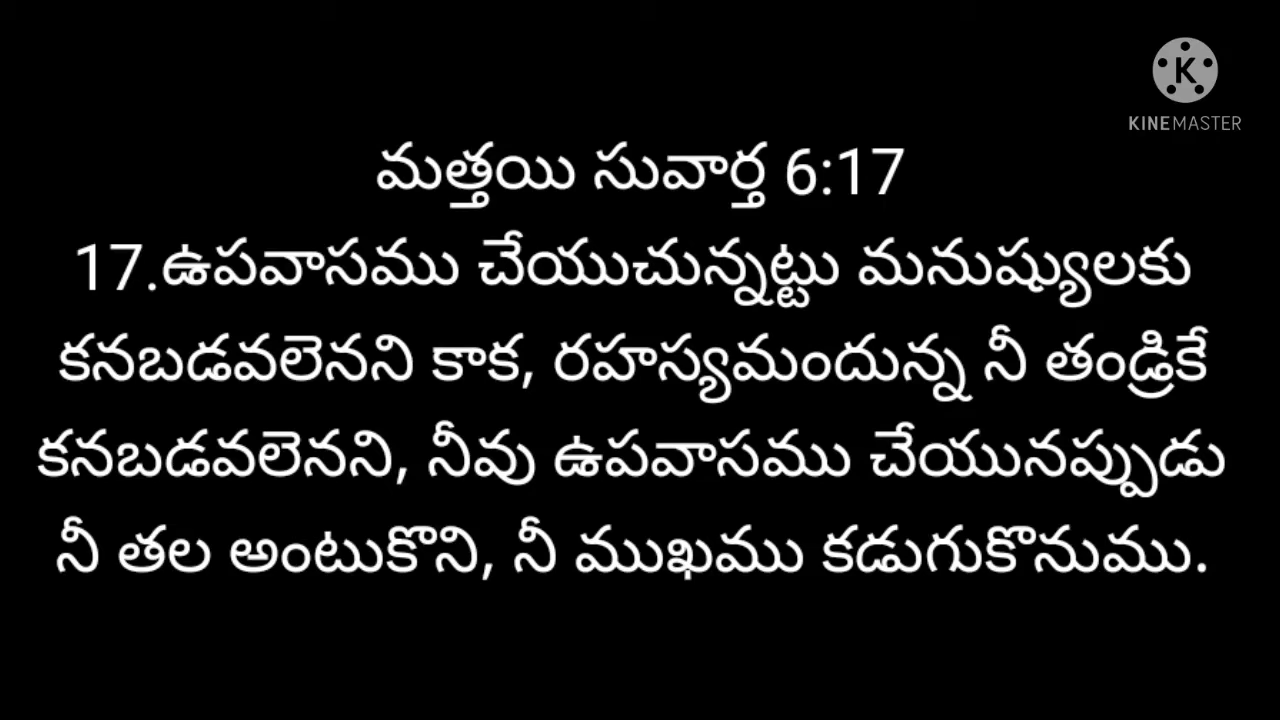 K
KINEMASTER
మత్తయి సువార్త 6:17
17.ఉపవాసము చేయుచున్నట్టు మనుష్యులకు
కనబడవలెనని కాక, రహస్యమందున్న నీ తండ్రికే
కనబడవలెనని, నీవు ఉపవాసము చేయునప్పుడు
నీ తల అంటుకొని, నీ ముఖము కడుగుకొనుము.